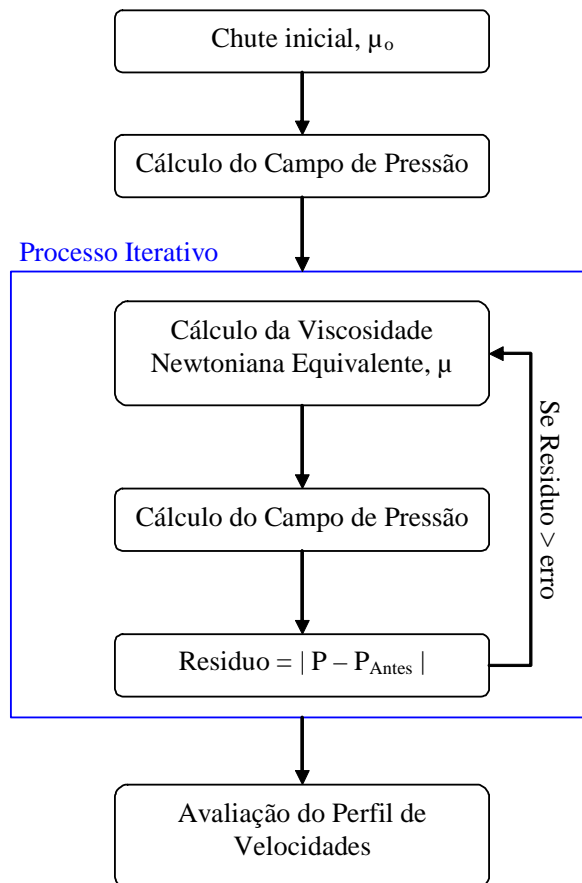 Chute inicial, µₒ
Cálculo do Campo de Pressão
Processo Iterativo
Cálculo da Viscosidade
Newtoniana Equivalente, µ
Se Residuo > erro
Cálculo do Campo de Pressão
Residuo = | P – PAntes |
Avaliação do Perfil de
Velocidades